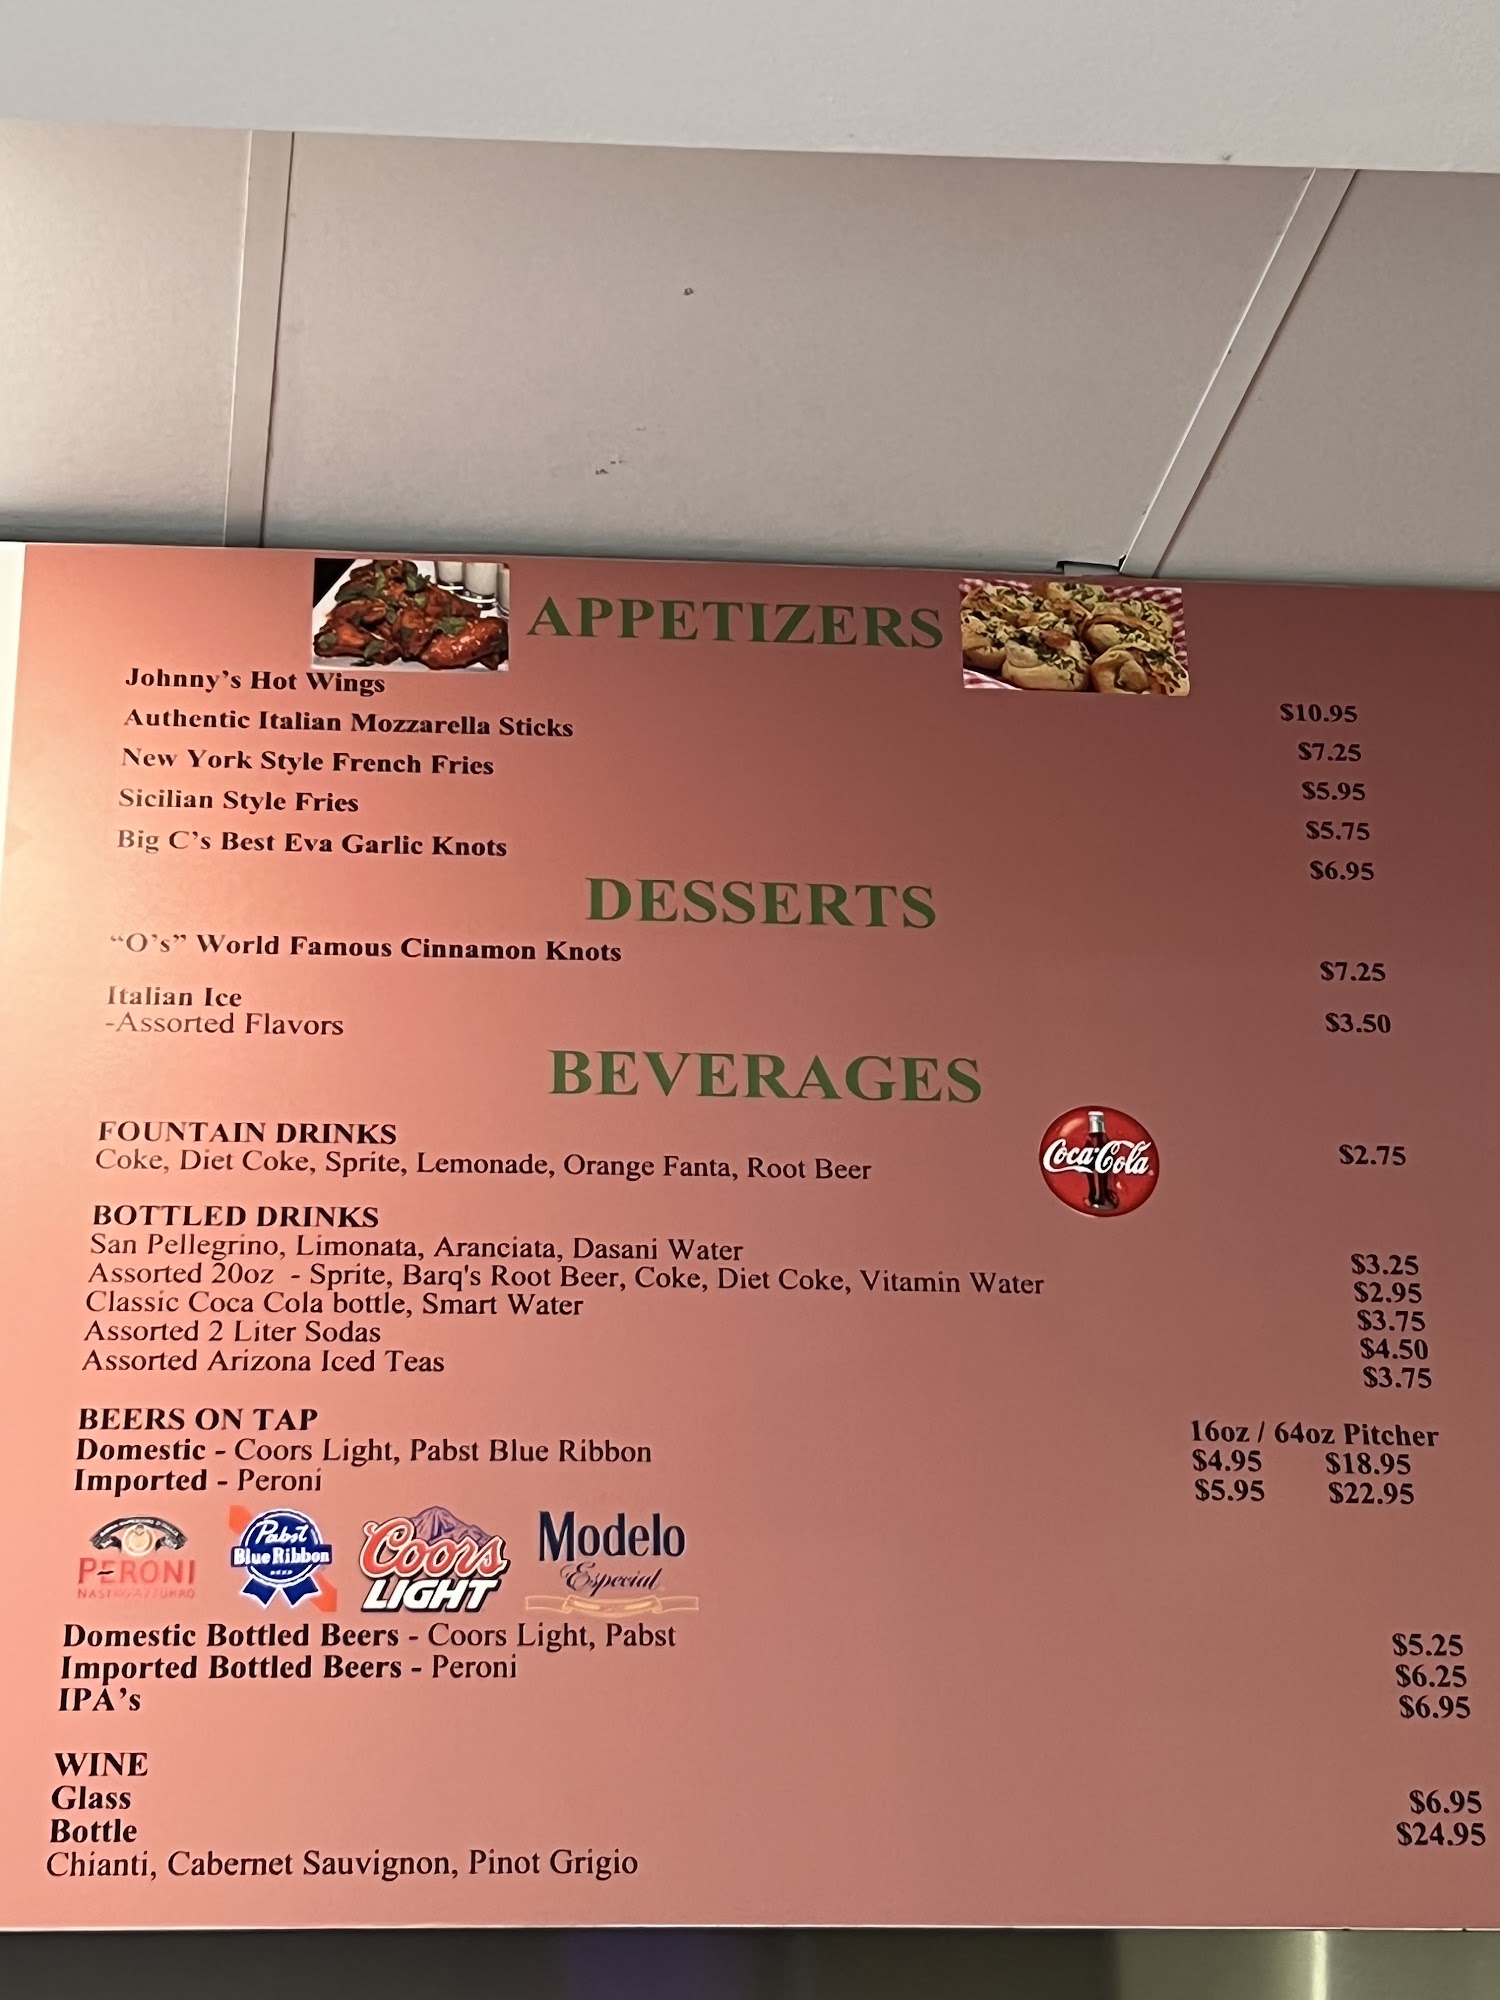 APPETIZERS
Johnny's Hot Wings $10.95
Authentic Italian Mozzarella Sticks $7.25
New York Style French Fries $5.95
Sicilian Style Fries $5.75
Big C's Best Eva Garlic Knots $6.95
DESSERTS
"O's" World Famous Cinnamon Knots $7.25
Italian Ice
-Assorted Flavors $3.50
BEVERAGES
FOUNTAIN DRINKS
Coke, Diet Coke, Sprite, Lemonade, Orange Fanta, Root Beer $2.75
Coca-Cola
BOTTLED DRINKS
San Pellegrino, Limonata, Aranciata, Dasani Water $3.25
Assorted 20oz - Sprite, Barq's Root Beer, Coke, Diet Coke, Vitamin Water $2.95
Classic Coca Cola bottle, Smart Water $3.75
Assorted 2 Liter Sodas $4.50
Assorted Arizona Iced Teas $3.75
BEERS ON TAP 16oz / 64oz Pitcher
Domestic - Coors Light, Pabst Blue Ribbon $4.95 $18.95
Imported - Peroni $5.95 $22.95
PERONI
NASTRO AZZURRO
Pabst
Blue Ribbon
BEER
Coors
LIGHT
Modelo
Especial
Domestic Bottled Beers - Coors Light, Pabst $5.25
Imported Bottled Beers - Peroni $6.25
IPA's $6.95
WINE
Glass $6.95
Bottle $24.95
Chianti, Cabernet Sauvignon, Pinot Grigio